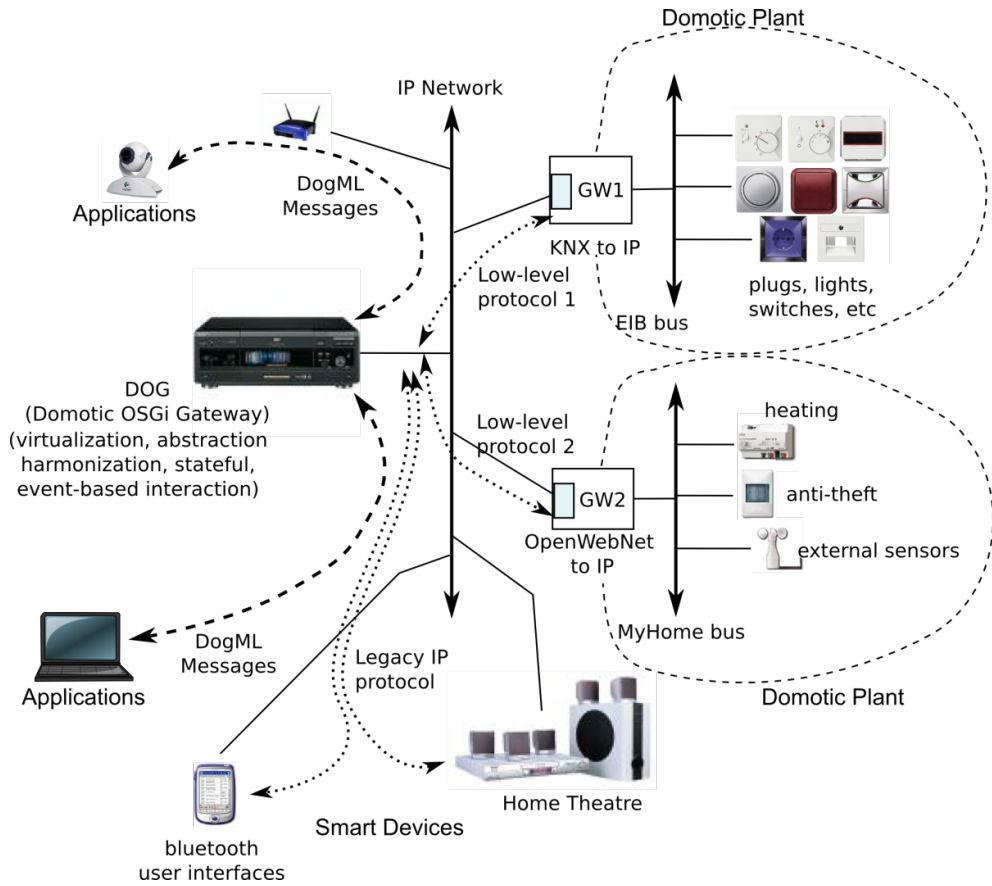 Domotic Plant
IP Network
DogML
Messages
Applications
GW1
KNX to IP
Low-level
protocol 1
plugs, lights,
switches, etc
EIB bus
DOG
(Domotic OSGi Gateway)
(virtualization, abstraction
harmonization, stateful,
event-based interaction)
Low-level
protocol 2
heating
GW2
anti-theft
OpenWebNet
to IP
external sensors
MyHome bus
DogML
Messages
Legacy IP
protocol
Applications
Domotic Plant
Home Theatre
Smart Devices
bluetooth
user interfaces